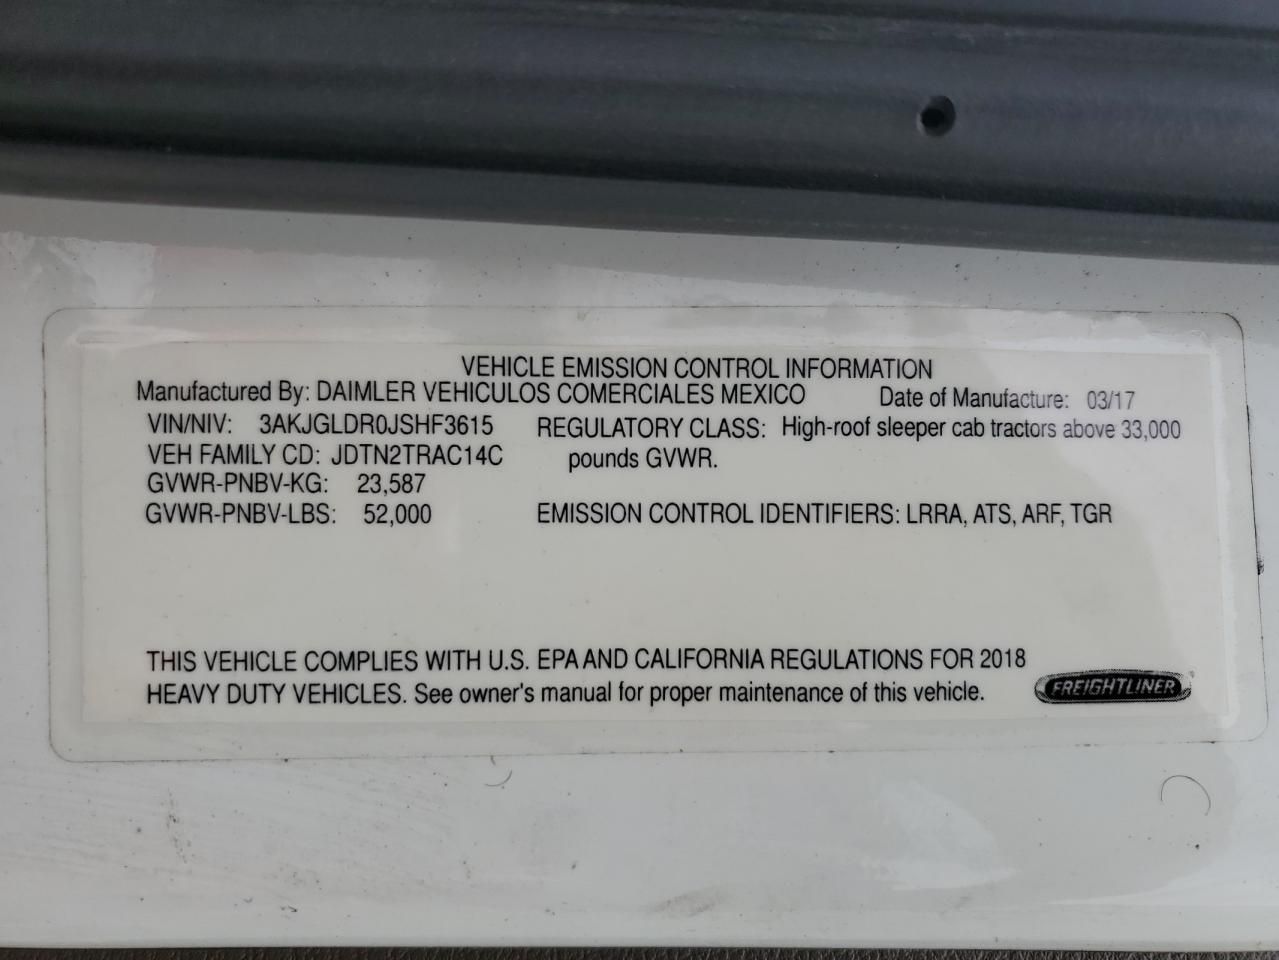 VEHICLE EMISSION CONTROL INFORMATION
Manufactured By: DAIMLER VEHICULOS COMERCIALES MEXICO Date of Manufacture: 03/17
VIN/NIV: 3AKJGLDR0JSHF3615 REGULATORY CLASS: High-roof sleeper cab tractors above 33,000
VEH FAMILY CD: JDTN2TRAC14C pounds GVWR.
GVWR-PNBV-KG: 23,587
GVWR-PNBV-LBS: 52,000 EMISSION CONTROL IDENTIFIERS: LRRA, ATS, ARF, TGR
THIS VEHICLE COMPLIES WITH U.S. EPA AND CALIFORNIA REGULATIONS FOR 2018
HEAVY DUTY VEHICLES. See owner's manual for proper maintenance of this vehicle.
FREIGHTLINER